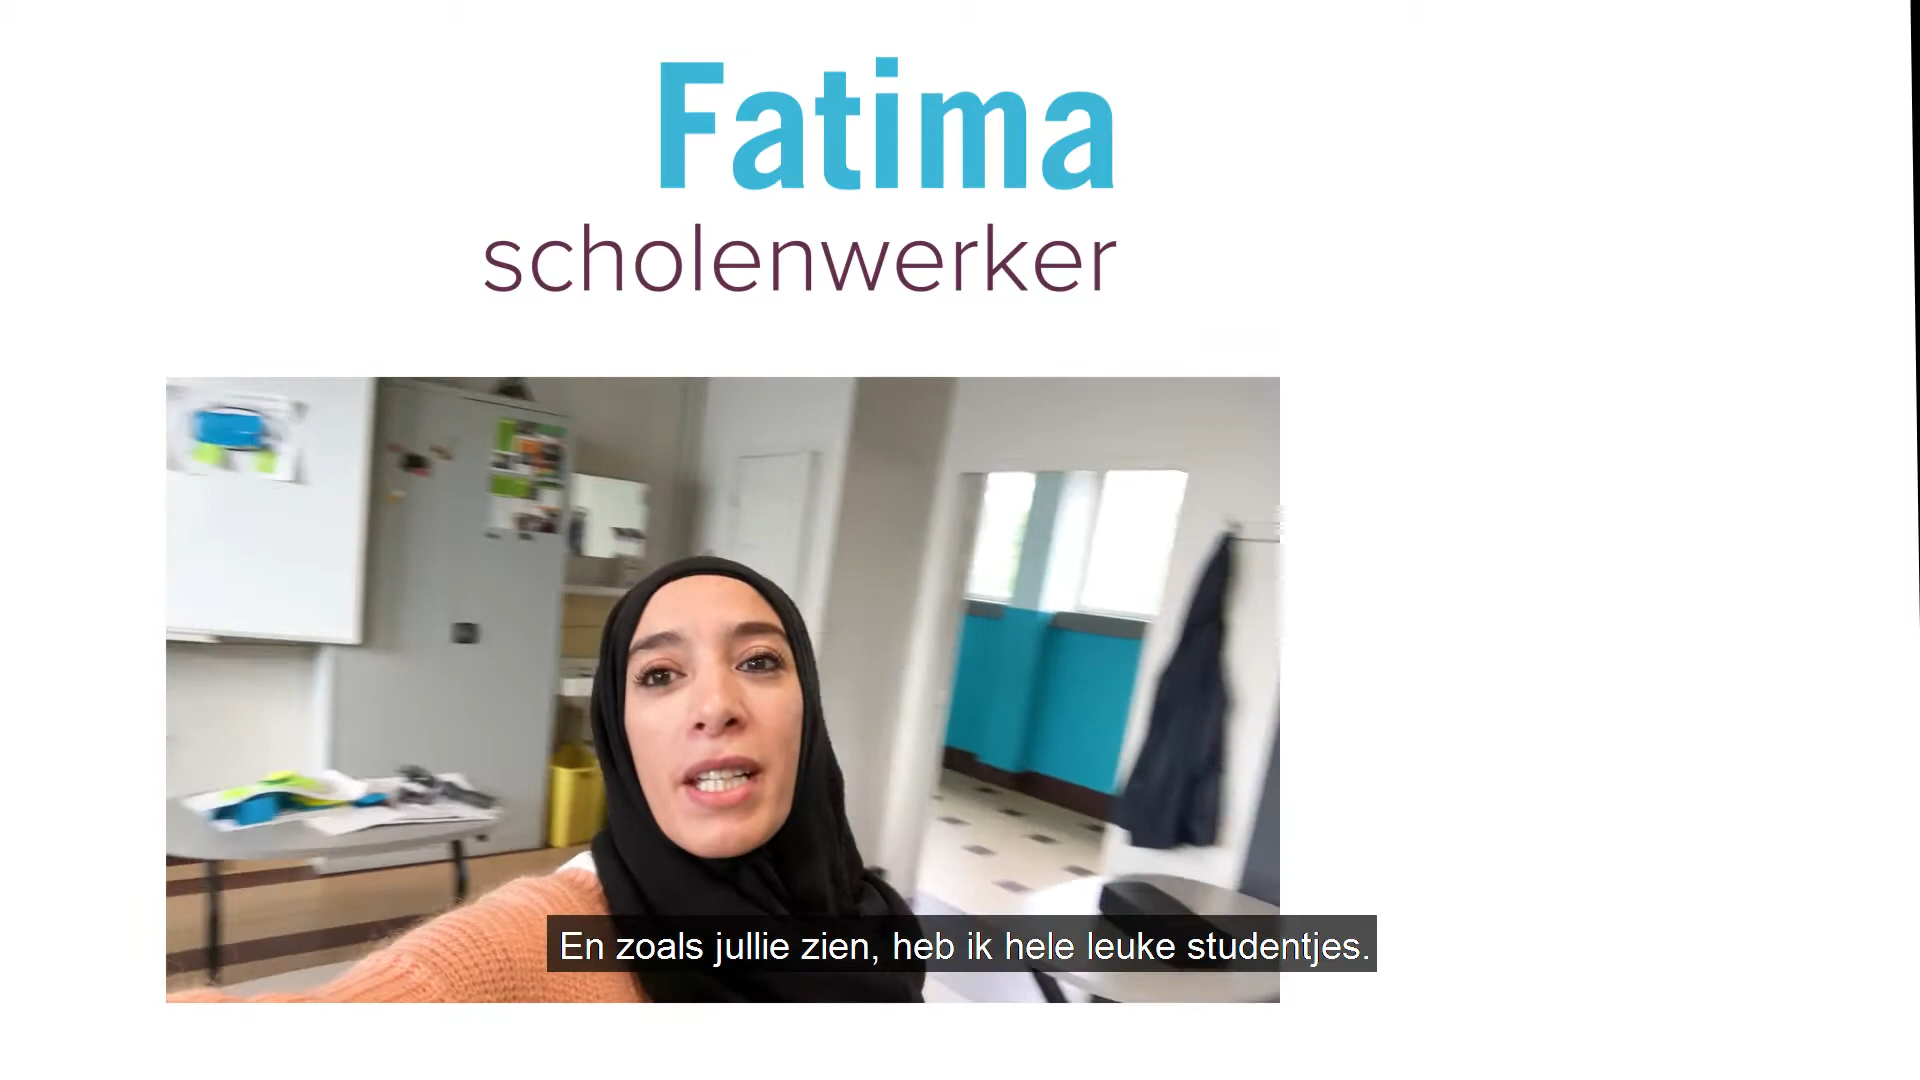 Fatima
scholenwerker
En zoals jullie zien, heb ik hele leuke studentjes.